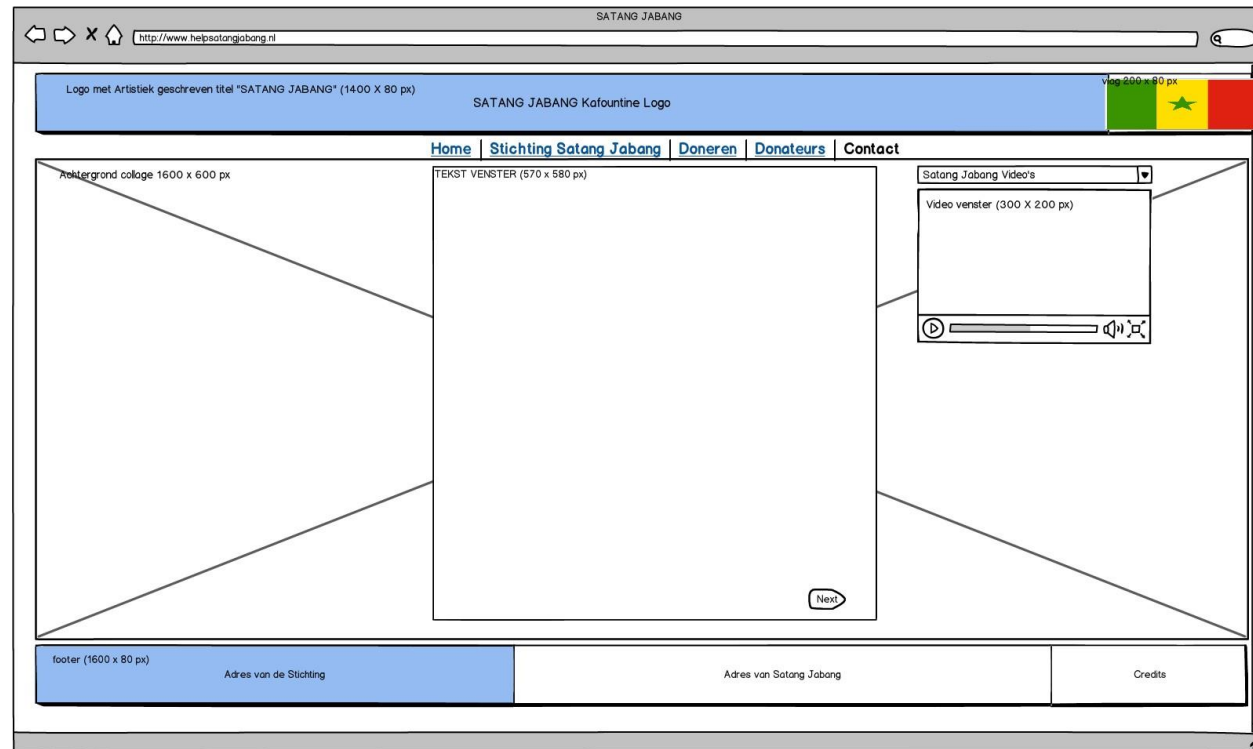 SATANG JABANG
http://www.helpsatangjabang.nl
Logo met Artistiek geschreven titel "SATANG JABANG" (1400 X 80 px)
SATANG JABANG Kafountine Logo
vlag 200 x 80 px
Home | Stichting Satang Jabang | Doneren | Donateurs | Contact
Achtergrond collage 1600 x 600 px
TEKST VENSTER (570 x 580 px)
Satang Jabang Video's
Video venster (300 X 200 px)
Next
footer (1600 x 80 px)
Adres van de Stichting
Adres van Satang Jabang
Credits